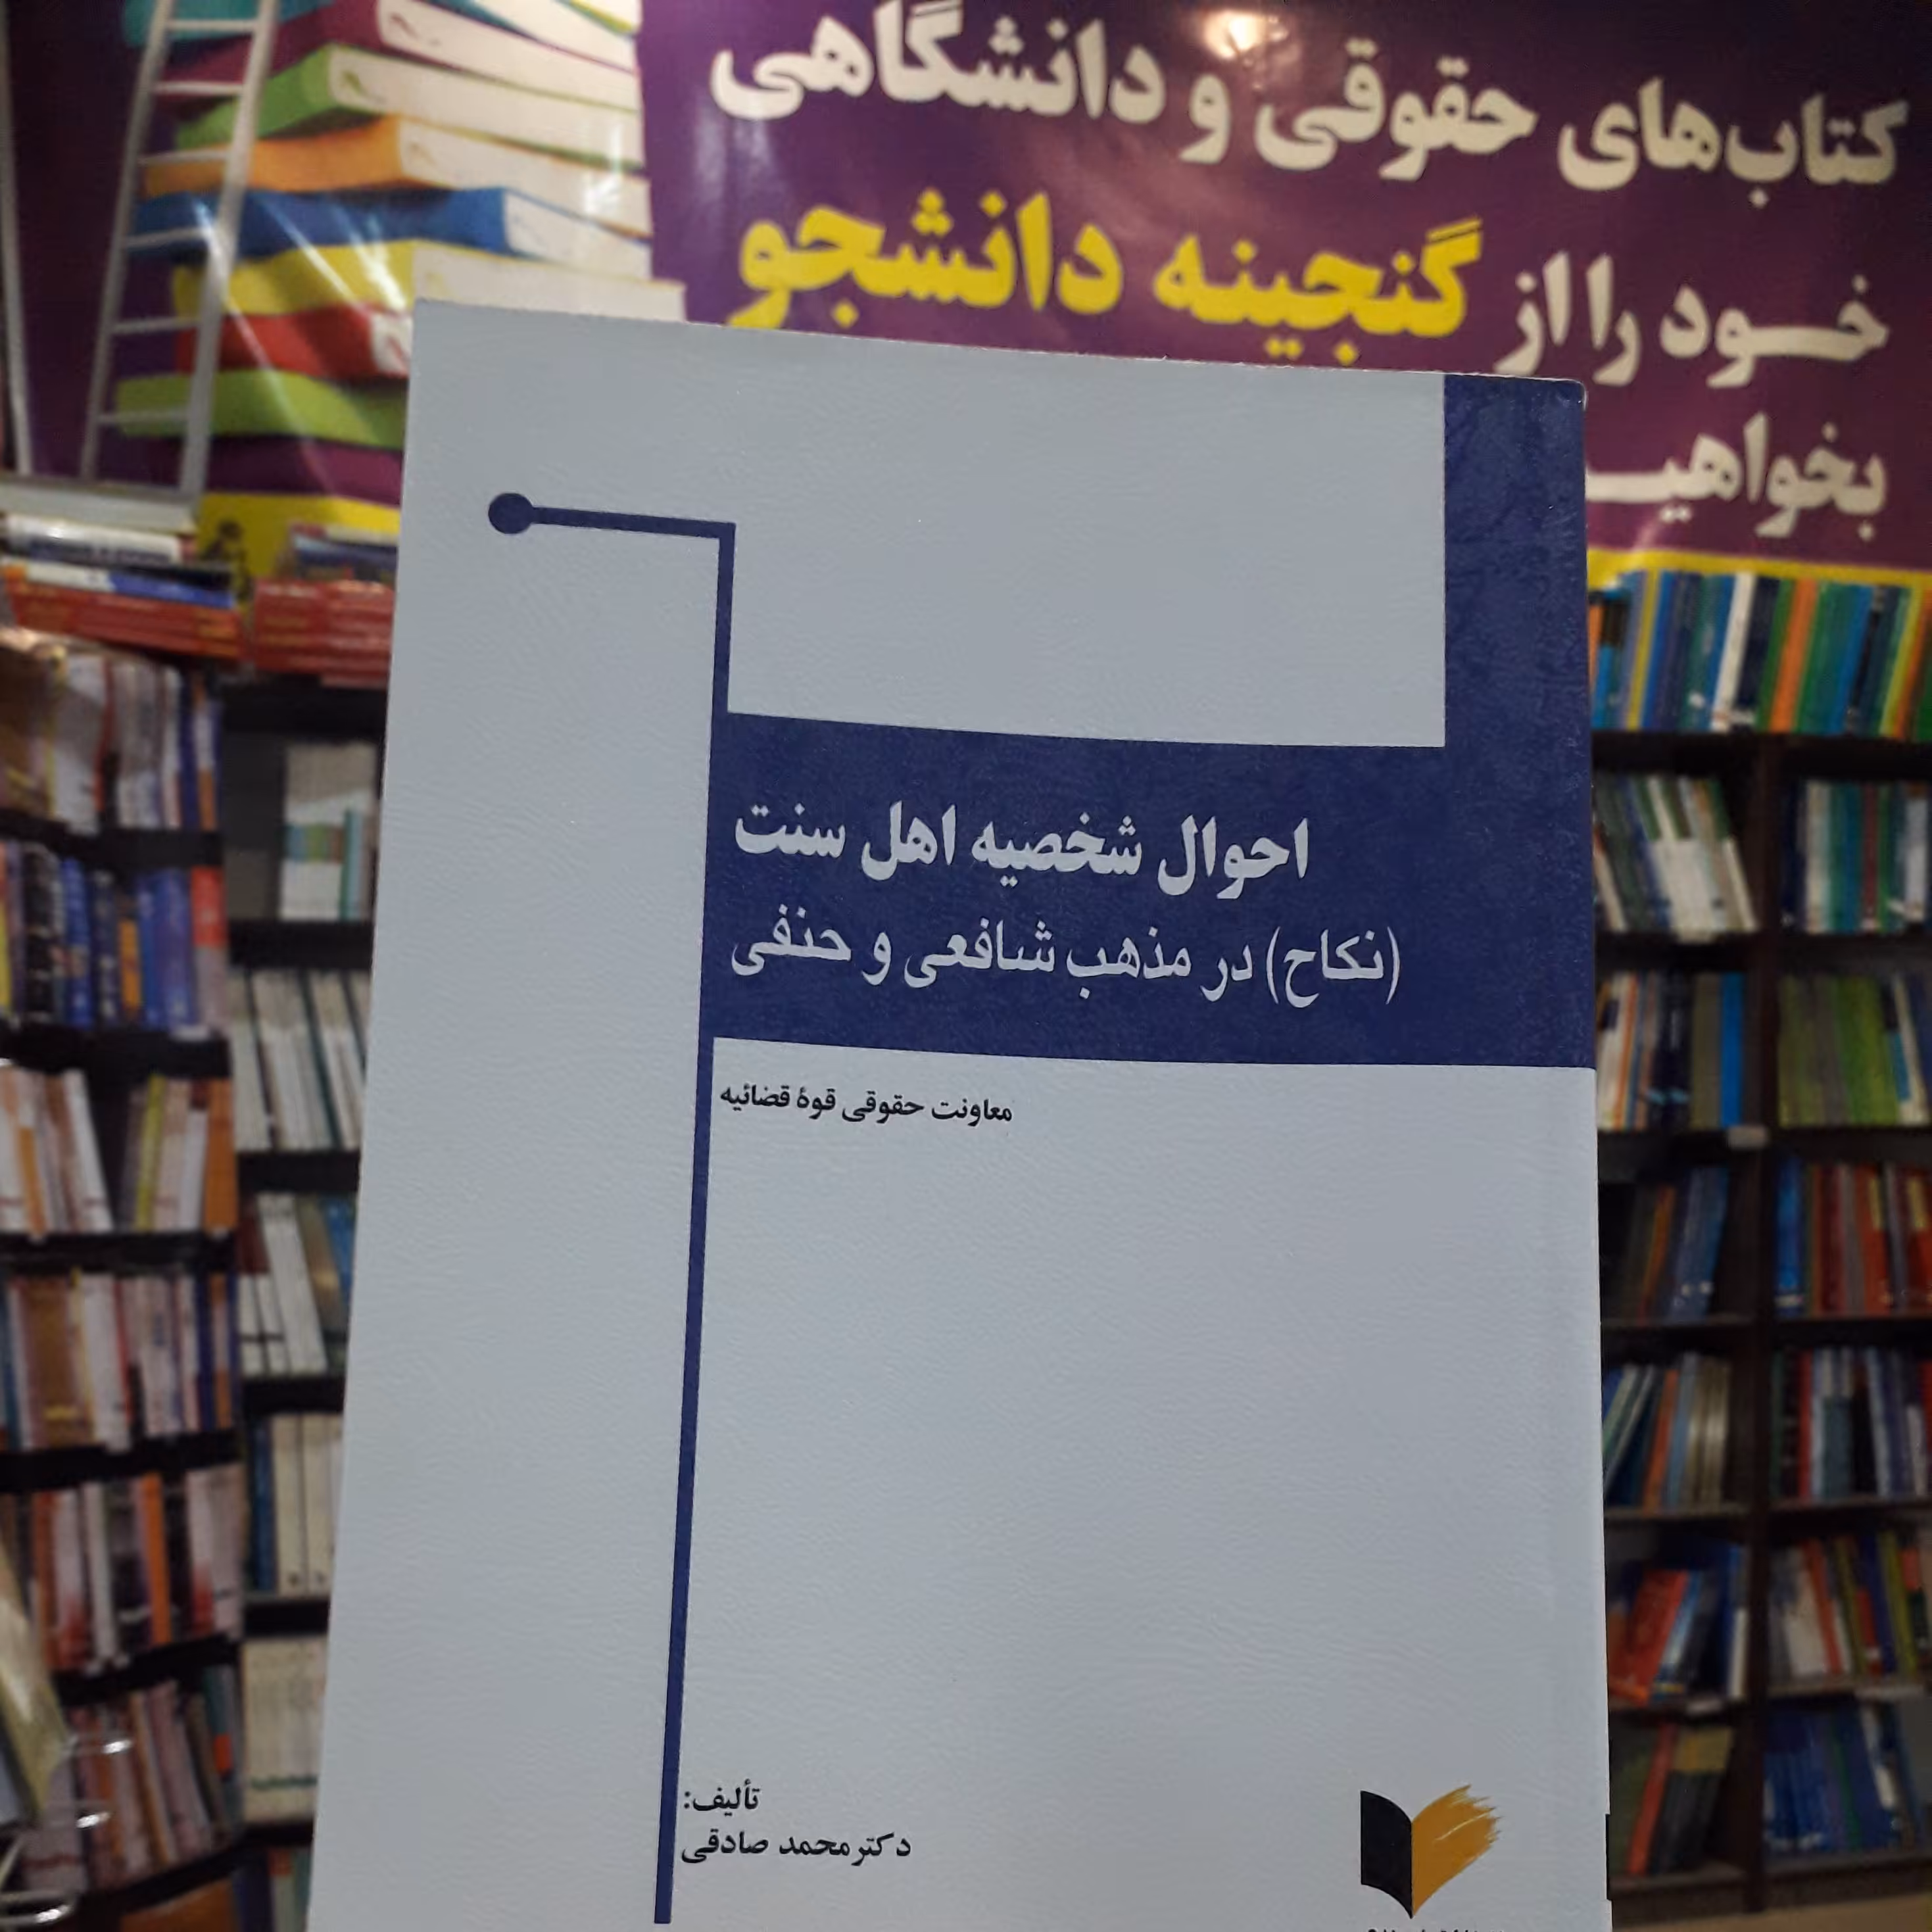 کتاب‌های حقوقی و دانشگاهی
خود را از گنجینه دانشجو
احوال شخصیه اهل سنت
(نکاح) در مذهب شافعی و حنفی
معاونت حقوقی قوهٔ قضائیه
تألیف:
دکتر محمد صادقی